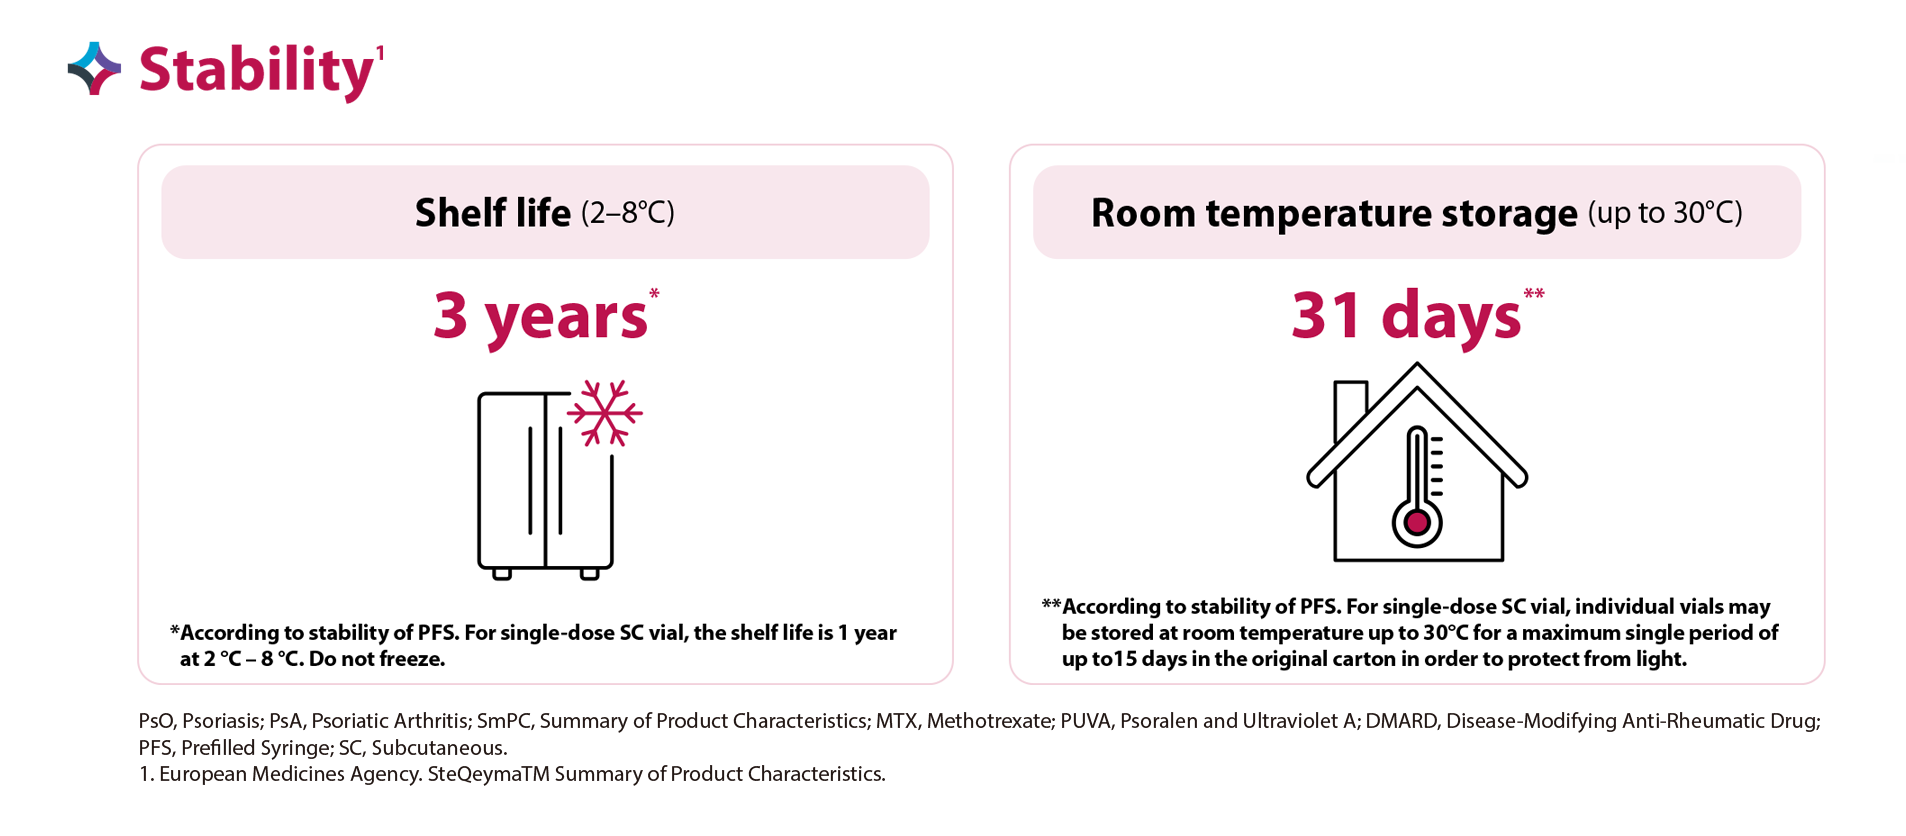 Stability¹
Shelf life (2–8°C)
3 years*
*According to stability of PFS. For single-dose SC vial, the shelf life is 1 year
at 2 °C – 8 °C. Do not freeze.
Room temperature storage (up to 30°C)
31 days**
**According to stability of PFS. For single-dose SC vial, individual vials may
be stored at room temperature up to 30°C for a maximum single period of
up to15 days in the original carton in order to protect from light.
PsO, Psoriasis; PsA, Psoriatic Arthritis; SmPC, Summary of Product Characteristics; MTX, Methotrexate; PUVA, Psoralen and Ultraviolet A; DMARD, Disease-Modifying Anti-Rheumatic Drug;
PFS, Prefilled Syringe; SC, Subcutaneous.
1. European Medicines Agency. SteQeymaTM Summary of Product Characteristics.